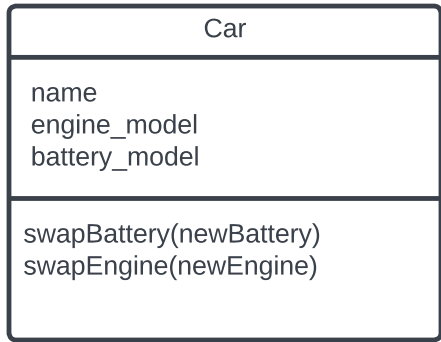 Car
name
engine_model
battery_model
swapBattery(newBattery)
swapEngine(newEngine)